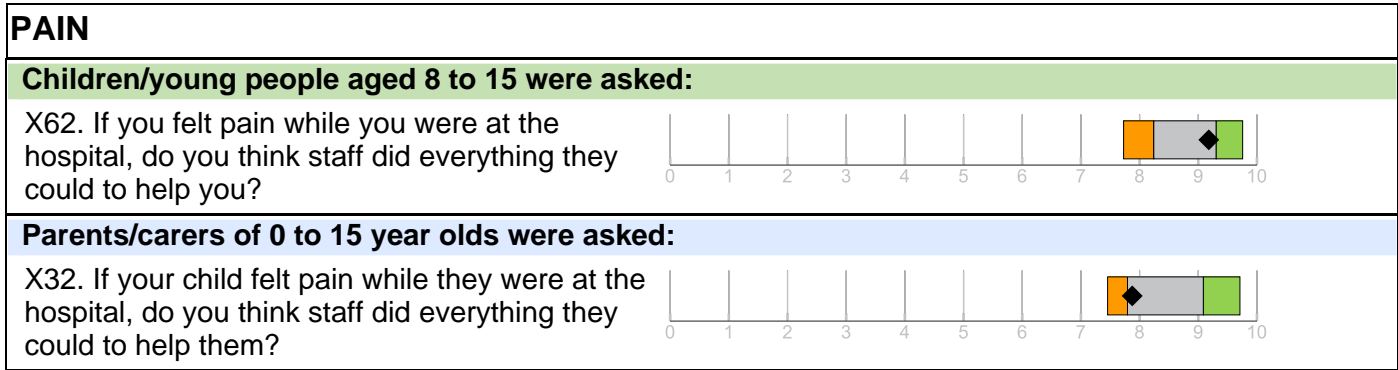 PAIN
Children/young people aged 8 to 15 were asked:
X62. If you felt pain while you were at the
hospital, do you think staff did everything they
could to help you?
0 1 2 3 4 5 6 7 8 9 10
Parents/carers of 0 to 15 year olds were asked:
X32. If your child felt pain while they were at the
hospital, do you think staff did everything they
could to help them?
0 1 2 3 4 5 6 7 8 9 10